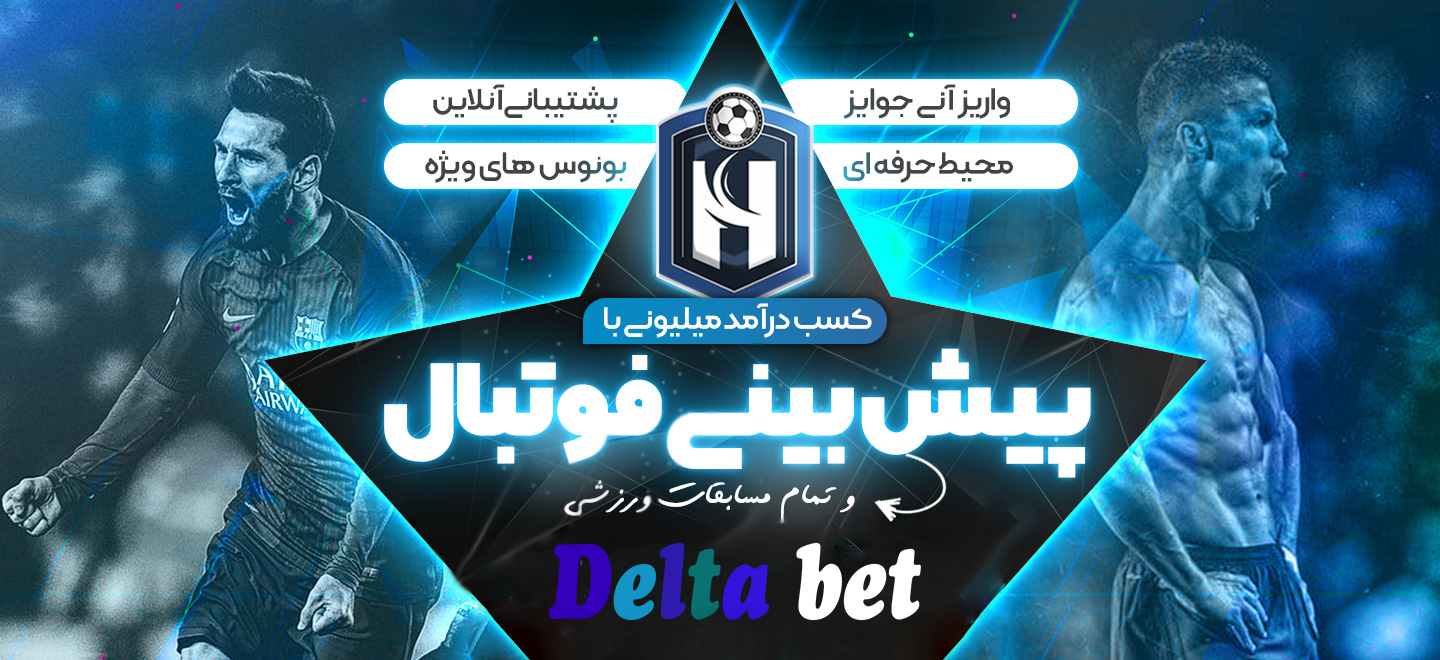 واریز آنی جوایز
پشتیبانی آنلاین
محیط حرفه ای
بونوس های ویژه
H
کسب درآمد میلیونی با
پیش بینی فوتبال
و تمام مسابقات ورزشی
Delta bet